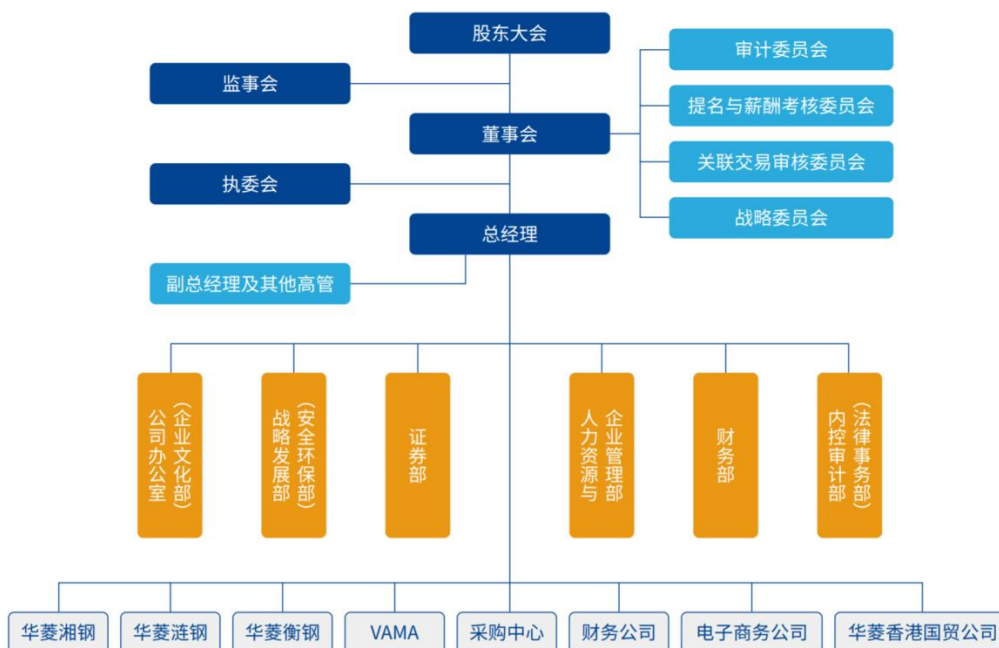 股东大会
监事会
董事会
执委会
总经理
副总经理及其他高管
审计委员会
提名与薪酬考核委员会
关联交易审核委员会
战略委员会
公司办公室
（企业文化部）
战略发展部
（安全环保部）
证券部
人力资源与
企业管理部
财务部
内控审计部
（法律事务部）
华菱湘钢
华菱涟钢
华菱衡钢
VAMA
采购中心
财务公司
电子商务公司
华菱香港国贸公司